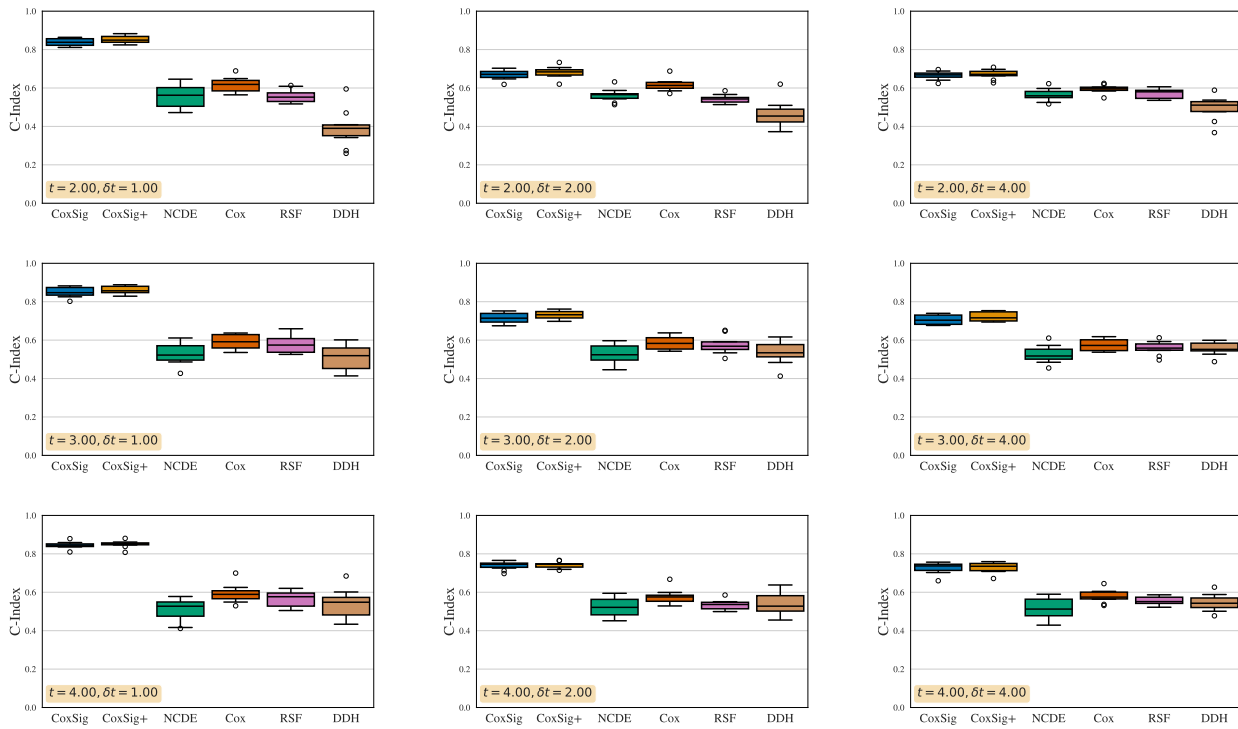 1.0
0.8
0.6
0.4
0.2
0.0
C-Index
t = 2.00, δt = 1.00
CoxSig CoxSig+ NCDE Cox RSF DDH
1.0
0.8
0.6
0.4
0.2
0.0
C-Index
t = 2.00, δt = 2.00
CoxSig CoxSig+ NCDE Cox RSF DDH
1.0
0.8
0.6
0.4
0.2
0.0
C-Index
t = 2.00, δt = 4.00
CoxSig CoxSig+ NCDE Cox RSF DDH
1.0
0.8
0.6
0.4
0.2
0.0
C-Index
t = 3.00, δt = 1.00
CoxSig CoxSig+ NCDE Cox RSF DDH
1.0
0.8
0.6
0.4
0.2
0.0
C-Index
t = 3.00, δt = 2.00
CoxSig CoxSig+ NCDE Cox RSF DDH
1.0
0.8
0.6
0.4
0.2
0.0
C-Index
t = 3.00, δt = 4.00
CoxSig CoxSig+ NCDE Cox RSF DDH
1.0
0.8
0.6
0.4
0.2
0.0
C-Index
t = 4.00, δt = 1.00
CoxSig CoxSig+ NCDE Cox RSF DDH
1.0
0.8
0.6
0.4
0.2
0.0
C-Index
t = 4.00, δt = 2.00
CoxSig CoxSig+ NCDE Cox RSF DDH
1.0
0.8
0.6
0.4
0.2
0.0
C-Index
t = 4.00, δt = 4.00
CoxSig CoxSig+ NCDE Cox RSF DDH